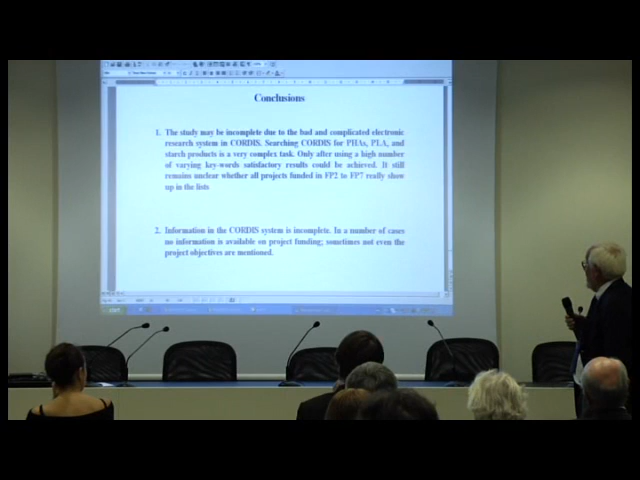 Conclusions
1. The study may be incomplete due to the bad and complicated electronic
research system in CORDIS. Searching CORDIS for PHAs, PLA, and
starch products is a very complex task. Only after using a high number
of varying key-words satisfactory results could be achieved. It still
remains unclear whether all projects funded in FP2 to FP7 really show
up in the lists
2. Information in the CORDIS system is incomplete. In a number of cases
no information is available on project funding; sometimes not even the
project objectives are mentioned.